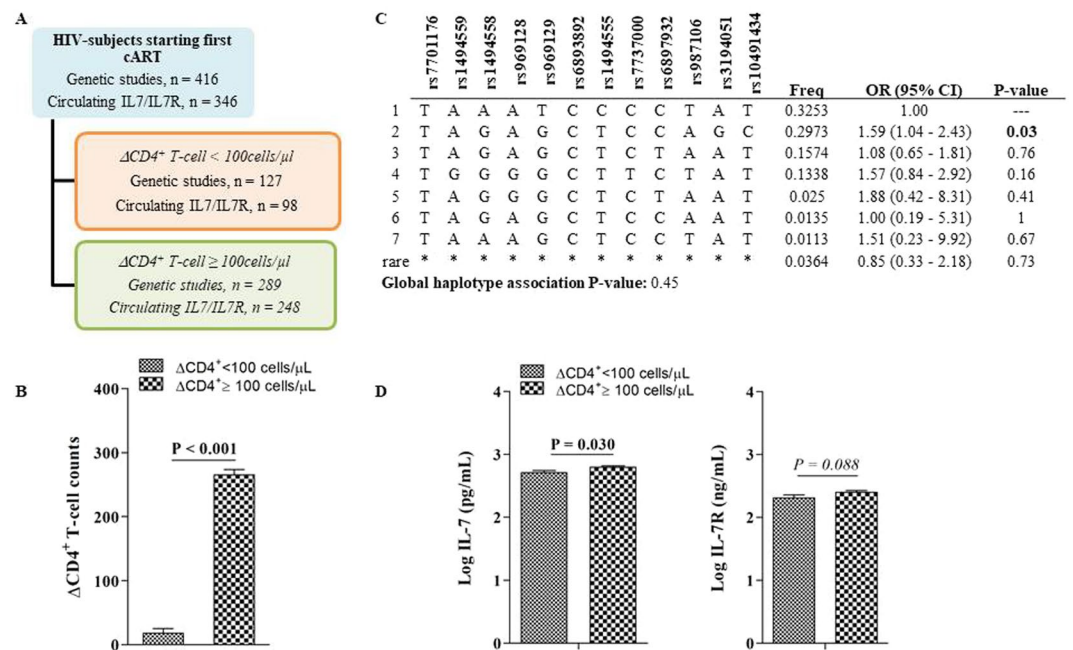 A
HIV-subjects starting first
cART
Genetic studies, n = 416
Circulating IL7/IL7R, n = 346
ΔCD4⁺ T-cell < 100cells/µl
Genetic studies, n = 127
Circulating IL7/IL7R, n = 98
ΔCD4⁺ T-cell ≥ 100cells/µl
Genetic studies, n = 289
Circulating IL7/IL7R, n = 248
C
rs7701176 rs1494559 rs1494558 rs969128 rs969129 rs6893892 rs1494555 rs7737000 rs6897932 rs987106 rs3194051 rs10491434
Freq OR (95% CI) P-value
1 T A A A T C C C C T A T 0.3253 1.00 ---
2 T A G A G C T C C A G C 0.2973 1.59 (1.04 - 2.43) 0.03
3 T A G A G C T C T A A T 0.1574 1.08 (0.65 - 1.81) 0.76
4 T G G G G C T T C T A T 0.1338 1.57 (0.84 - 2.92) 0.16
5 T A G G G C T C T A A T 0.025 1.88 (0.42 - 8.31) 0.41
6 T A G A G C T C C A A T 0.0135 1.00 (0.19 - 5.31) 1
7 T A A A G C T C C T A T 0.0113 1.51 (0.23 - 9.92) 0.67
rare * * * * * * * * * * * * 0.0364 0.85 (0.33 - 2.18) 0.73
Global haplotype association P-value: 0.45
B
ΔCD4⁺<100 cells/µL
ΔCD4⁺≥ 100 cells/µL
ΔCD4⁺ T-cell counts
400
300
200
100
0
P < 0.001
D
ΔCD4⁺<100 cells/µL
ΔCD4⁺≥ 100 cells/µL
Log IL-7 (pg/mL)
4
3
2
1
0
P = 0.030
Log IL-7R (ng/mL)
4
3
2
1
0
P = 0.088